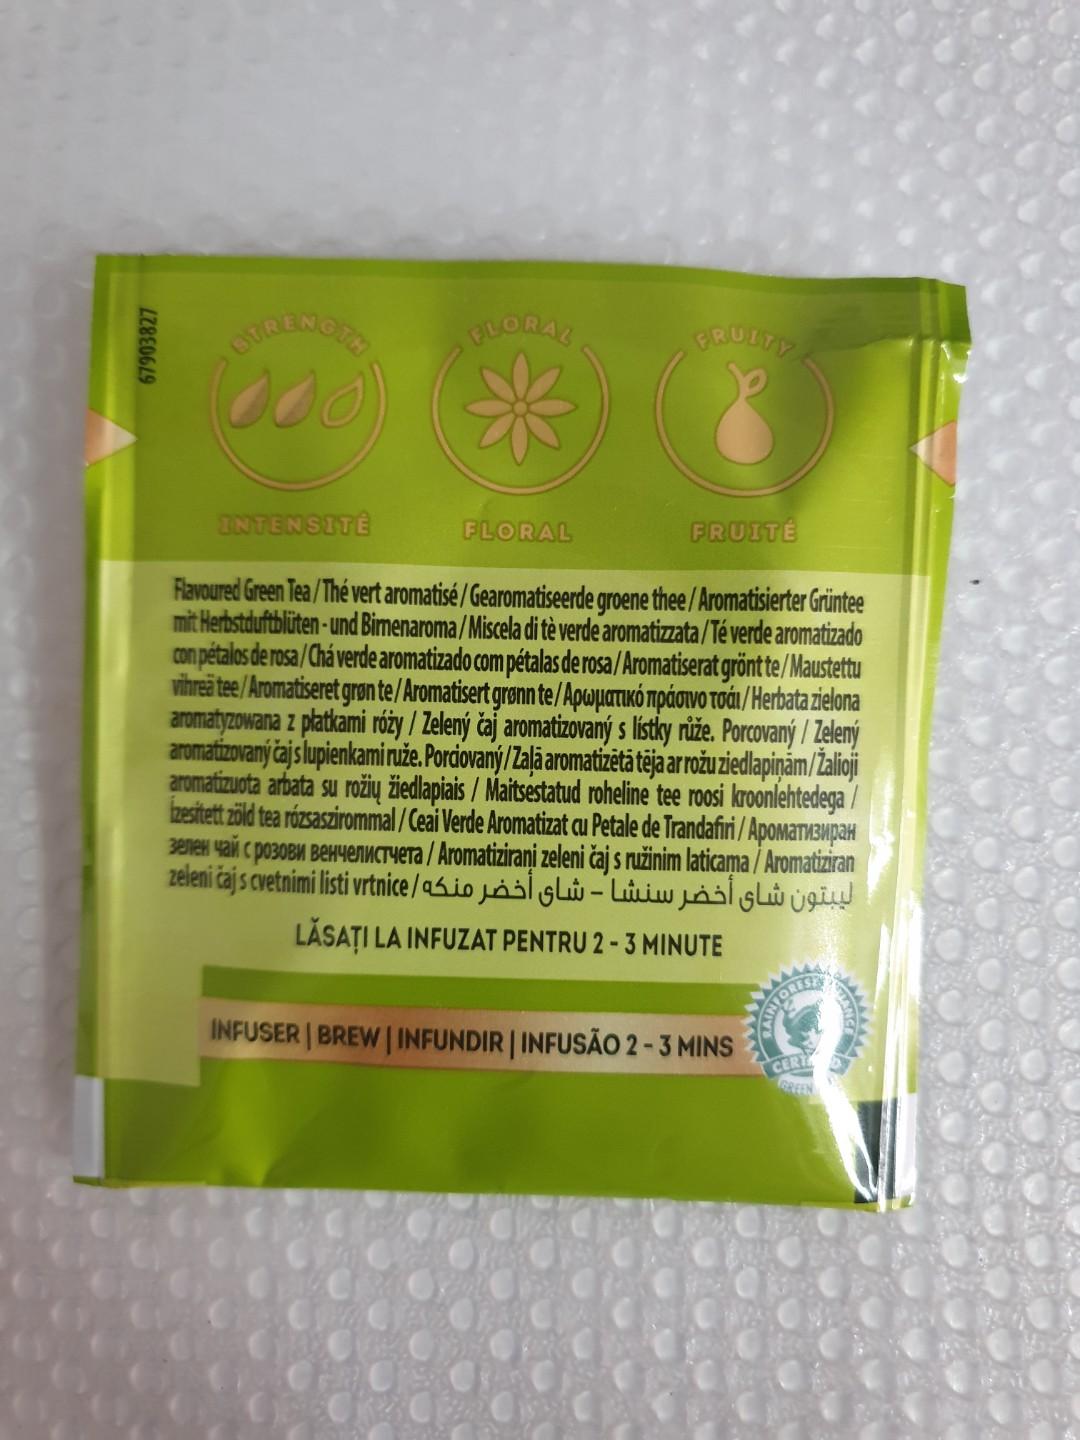 67903827
STRENGTH
FLORAL
FRUITY
INTENSITÉ
FLORAL
FRUITÉ
Flavoured Green Tea / Thé vert aromatisé / Gearomatiseerde groene thee / Aromatisierter Grüntee
mit Herbstduftblüten - und Birnenaroma / Miscela di tè verde aromatizzata / Té verde aromatizado
con pétalos de rosa / Chá verde aromatizado com pétalas de rosa / Aromatiserat grönt te / Maustettu
vihreä tee / Aromatiseret grøn te / Aromatisert grønn te / Αρωματικό πράσινο τσάι / Herbata zielona
aromatyzowana z płatkami róży / Zelený čaj aromatizovaný s lístky růže. Porcovaný / Zelený
aromatizovaný čaj s lupienkami ruže. Porciovaný / Zaļā aromatizētā tēja ar rožu ziedlapiņām / Žalioji
aromatizuota arbata su rožių žiedlapiais / Maitsestatud roheline tee roosi kroonlehtedega /
Ízesített zöld tea rózsaszirommal / Ceai Verde Aromatizat cu Petale de Trandafiri / Ароматизиран
зелен чай с розови венчелистчета / Aromatizirani zeleni čaj s ružinim laticama / Aromatiziran
zeleni čaj s cvetnimi listi vrtnice / ليبتون شاى أخضر سنشا – شاى أخضر منكه
LĂSAȚI LA INFUZAT PENTRU 2 - 3 MINUTE
INFUSER | BREW | INFUNDIR | INFUSÃO 2 - 3 MINS
RAINFOREST ALLIANCE
CERTIFIED
GREEN